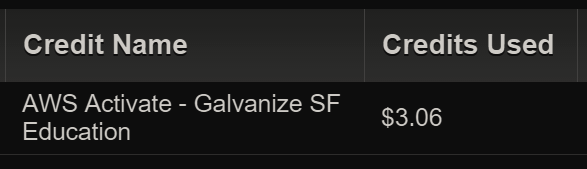 Credit Name
Credits Used
AWS Activate - Galvanize SF
Education
$3.06